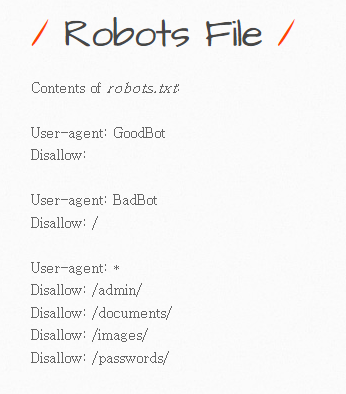 / Robots File /
Contents of robots.txt:
User-agent: GoodBot
Disallow:
User-agent: BadBot
Disallow: /
User-agent: *
Disallow: /admin/
Disallow: /documents/
Disallow: /images/
Disallow: /passwords/